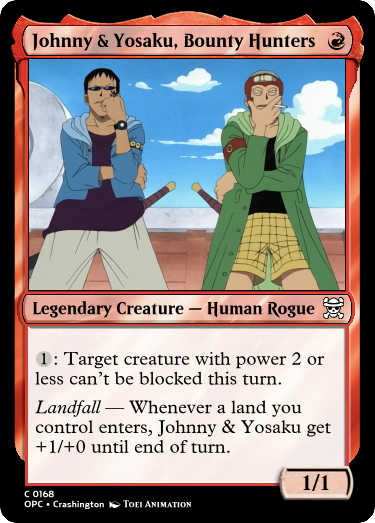 Johnny & Yosaku, Bounty Hunters
Legendary Creature — Human Rogue
1: Target creature with power 2 or
less can't be blocked this turn.
Landfall — Whenever a land you
control enters, Johnny & Yosaku get
+1/+0 until end of turn.
1/1
C 0168
OPC • Crashington Toei Animation